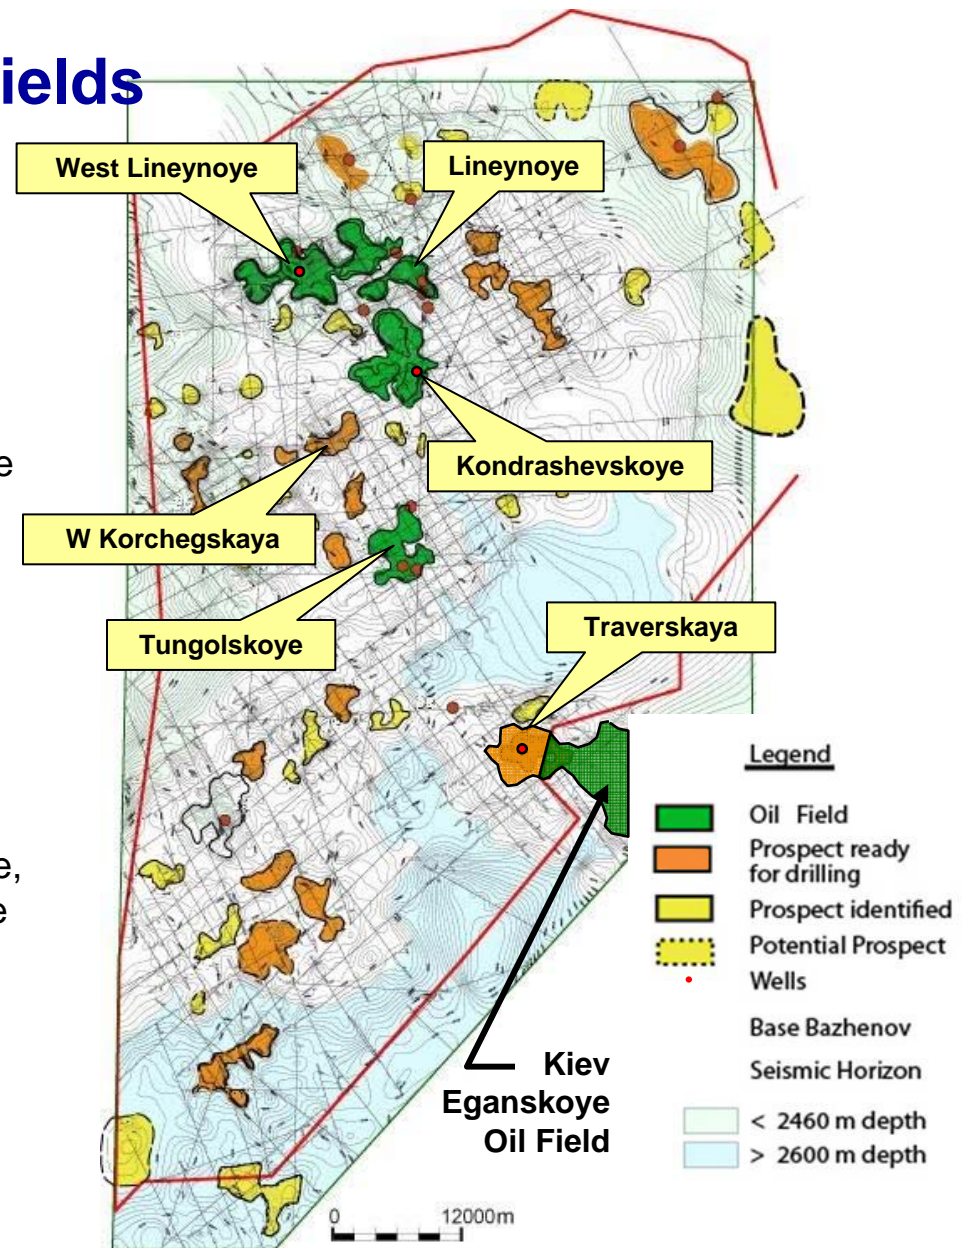 ields
West Lineynoye
Lineynoye
Kondrashevskoye
e
W Korchegskaya
Tungolskoye
Traverskaya
e,
e
Kiev
Eganskoye
Oil Field
Legend
Oil Field
Prospect ready
for drilling
Prospect identified
Potential Prospect
Wells
Base Bazhenov
Seismic Horizon
< 2460 m depth
> 2600 m depth
0 12000m